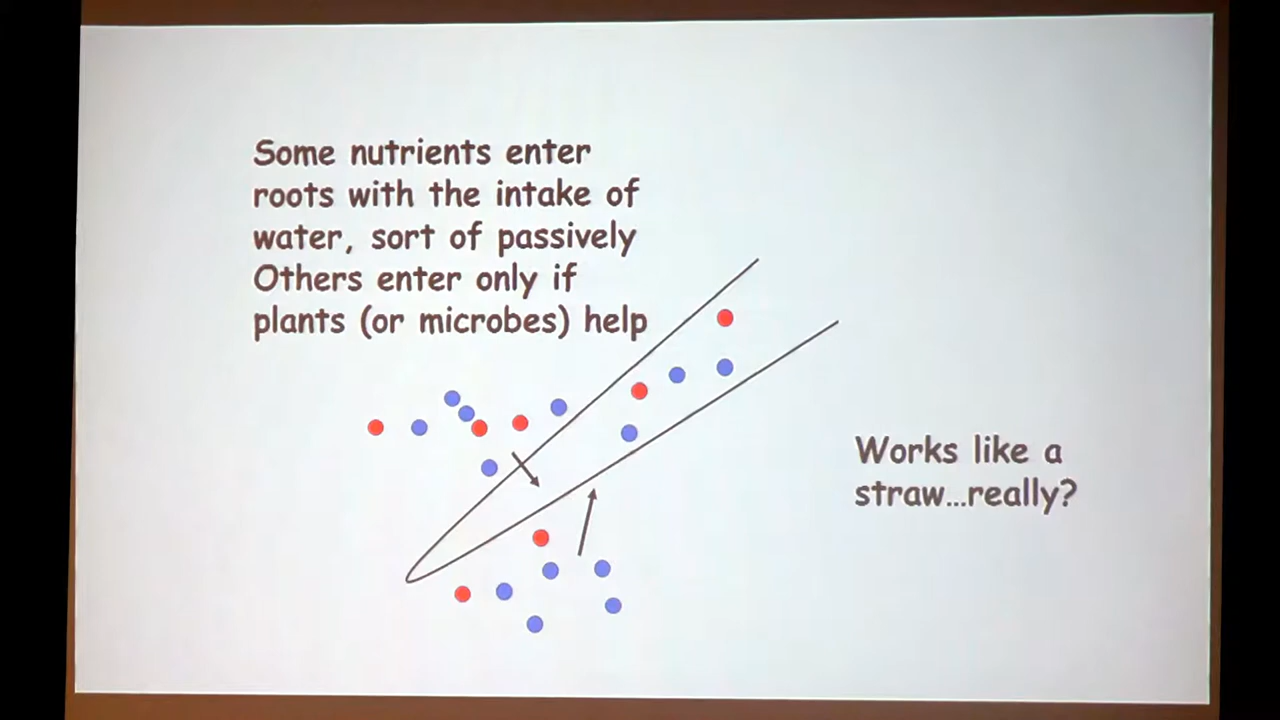 Some nutrients enter
roots with the intake of
water, sort of passively
Others enter only if
plants (or microbes) help
Works like a
straw...really?